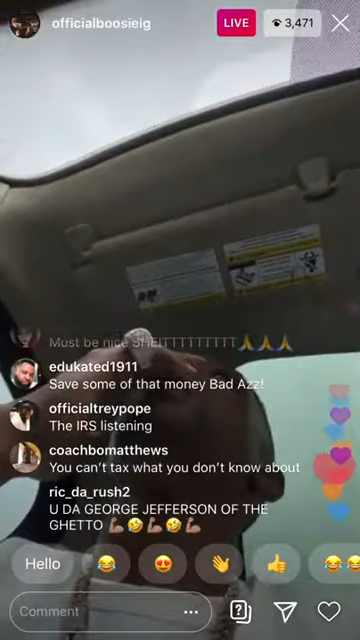 officialboosieig
LIVE
3,471
Must be nice SHEITTTTTTTTT🙏🙏🙏
edukated1911
Save some of that money Bad Azz!
officialtreypope
The IRS listening
coachbomatthews
You can’t tax what you don’t know about
ric_da_rush2
U DA GEORGE JEFFERSON OF THE
GHETTO 💪🏽🤣💪🏽🤣💪🏽
Hello
Comment